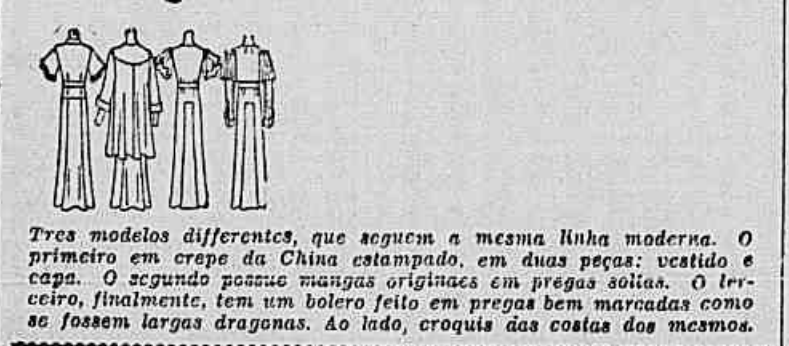 Tres modelos differentes, que seguem a mesma linha moderna. O
primeiro em crepe da China estampado, em duas peças: vestido e
capa. O segundo possue mangas originaes em prégas soltas. O ter-
ceiro, finalmente, tem um bolero feito em pregas bem marcadas como
se fossem largas dragonas. Ao lado, croquis das costas dos mesmos.